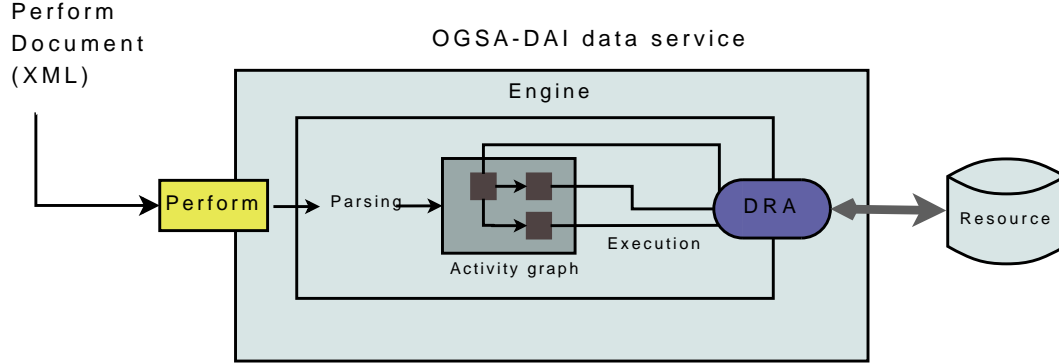 Perform
Document
(XML)
OGSA-DAI data service
Engine
Perform
Parsing
DRA
Resource
Execution
Activity graph